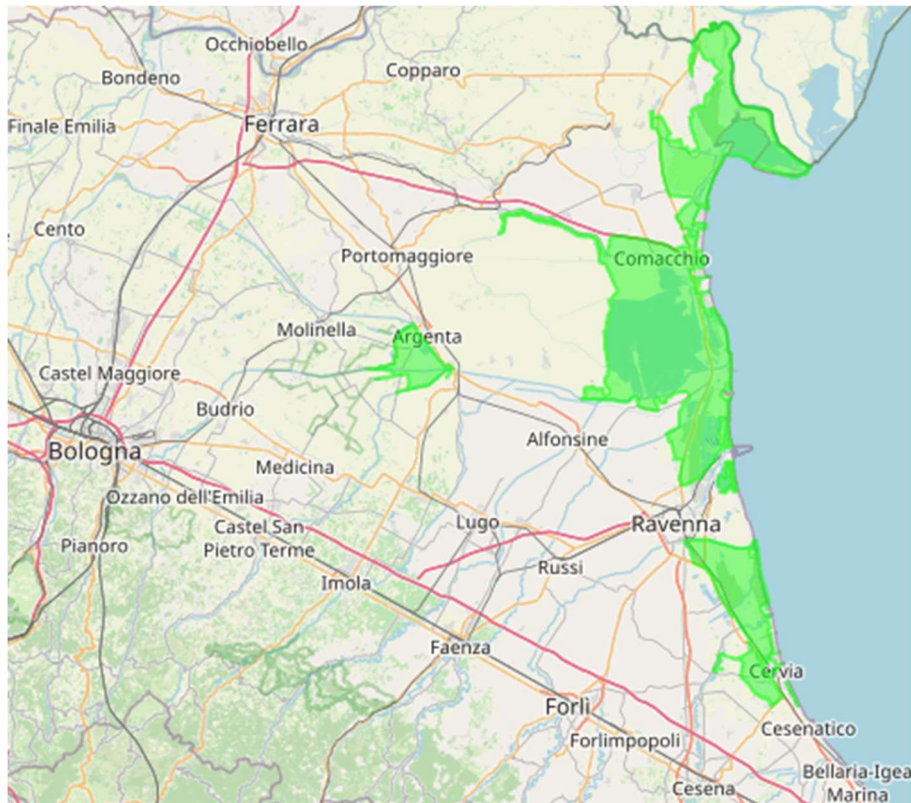 Occhiobello
Copparo
Bondeno
Ferrara
Finale Emilia
Cento
Portomaggiore
Comacchio
Molinella
Argenta
Castel Maggiore
Budrio
Alfonsine
Bologna
Medicina
Ozzano dell'Emilia
Castel San
Pietro Terme
Lugo
Ravenna
Pianoro
Russi
Imola
Faenza
Cervia
Forlì
Cesenatico
Forlimpopoli
Bellaria-Igea
Marina
Cesena